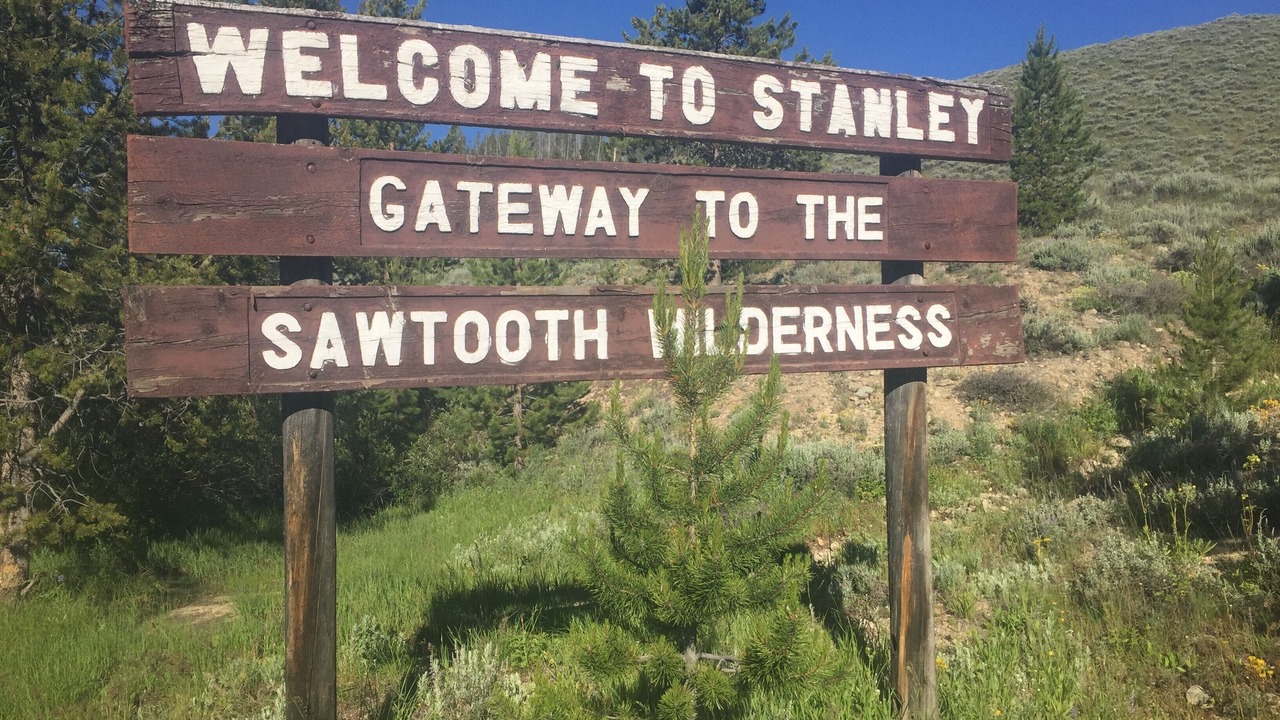 WELCOME TO STANLEY
GATEWAY TO THE
SAWTOOTH WILDERNESS